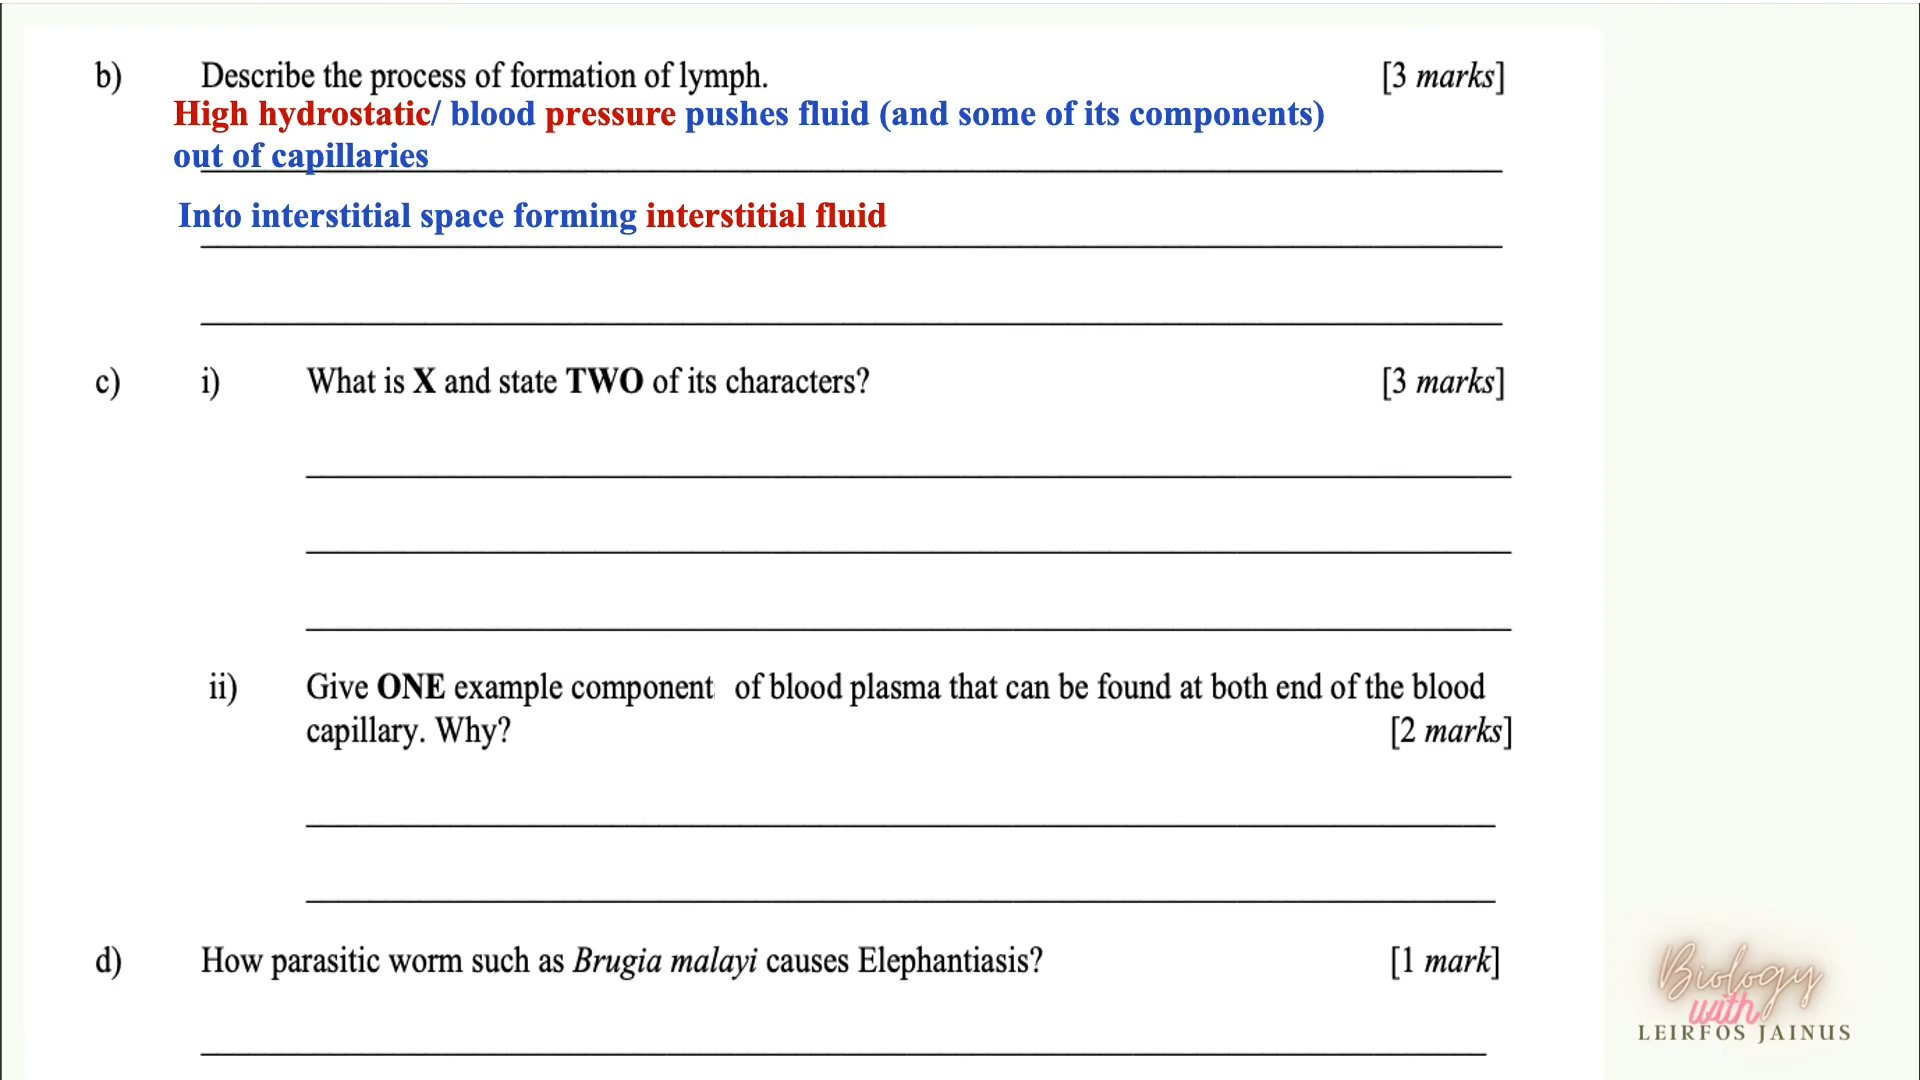 b) Describe the process of formation of lymph. [3 marks]
High hydrostatic/ blood pressure pushes fluid (and some of its components)
out of capillaries
Into interstitial space forming interstitial fluid
c) i) What is X and state TWO of its characters? [3 marks]
ii) Give ONE example component of blood plasma that can be found at both end of the blood
capillary. Why? [2 marks]
d) How parasitic worm such as Brugia malayi causes Elephantiasis? [1 mark]
Biology
with
LEIRFOS JAINUS